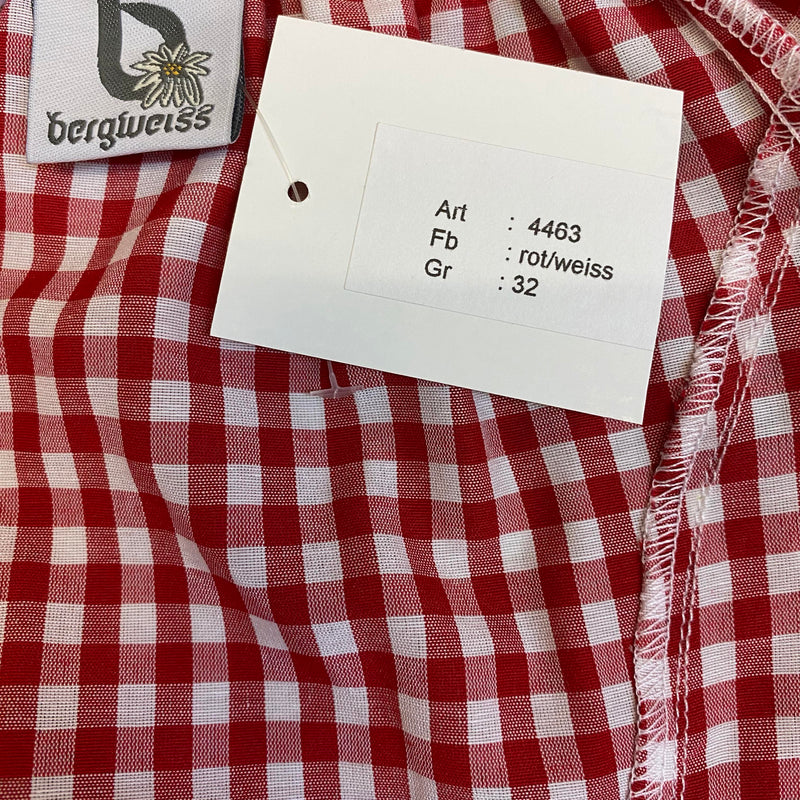 bergweiss
Art : 4463
Fb : rot/weiss
Gr : 32